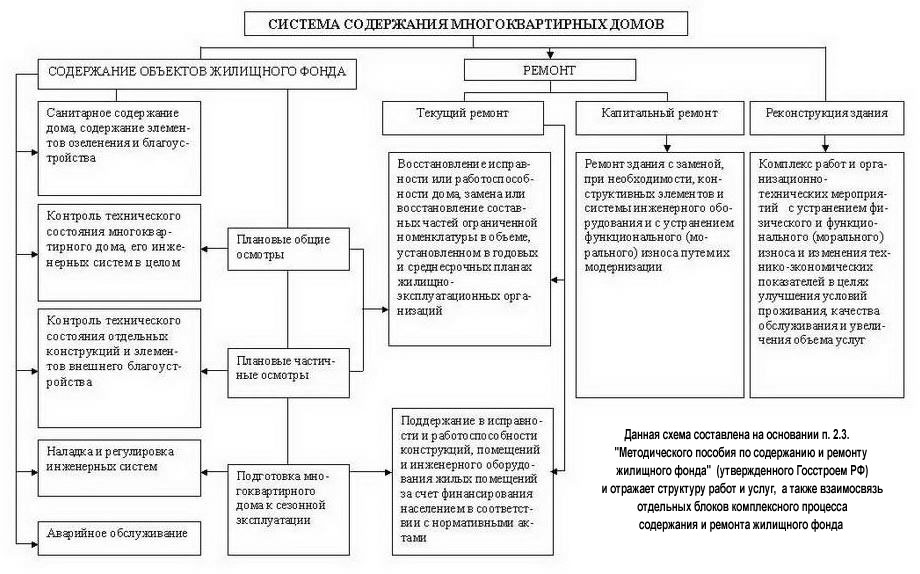 СИСТЕМА СОДЕРЖАНИЯ МНОГОКВАРТИРНЫХ ДОМОВ
СОДЕРЖАНИЕ ОБЪЕКТОВ ЖИЛИЩНОГО ФОНДА
РЕМОНТ
Санитарное содержание
дома, содержание элемен-
тов озеленения и благоус-
тройства
Контроль технического
состояния многоквар-
тирного дома, его инже-
нерных систем в целом
Контроль технического
состояния отдельных
конструкций и элемен-
тов внешнего благоуст-
ройства
Наладка и регулировка
инженерных систем
Аварийное обслуживание
Плановые общие
осмотры
Плановые частич-
ные осмотры
Подготовка мно-
гоквартирного
дома к сезонной
эксплуатации
Текущий ремонт
Восстановление исправ-
ности или работоспособ-
ности дома, замена или
восстановление состав-
ных частей ограниченной
номенклатуры в объеме,
установленном в годовых
и среднесрочных планах
жилищно-
эксплуатационных орга-
низаций
Поддержание в исправно-
сти и работоспособности
конструкций, помещений
и инженерного оборудо-
вания жилых помещений
за счет финансирования
населением в соответст-
вии с нормативными ак-
тами
Капитальный ремонт
Ремонт здания с заменой,
при необходимости, кон-
структивных элементов и
системы инженерного обо-
рудования и с устранением
функционального (мо-
рального) износа путем их
модернизации
Реконструкция здания
Комплекс работ и орга-
низационно-
технических мероприя-
тий с устранением фи-
зического и функцио-
нального (морального)
износа и изменения тех-
нико-экономических
показателей в целях
улучшения условий
проживания, качества
обслуживания и увели-
чения объема услуг
Данная схема составлена на основании п. 2.3.
"Методического пособия по содержанию и ремонту
жилищного фонда" (утвержденного Госстроем РФ)
и отражает структуру работ и услуг, а также взаимосвязь
отдельных блоков комплексного процесса
содержания и ремонта жилищного фонда